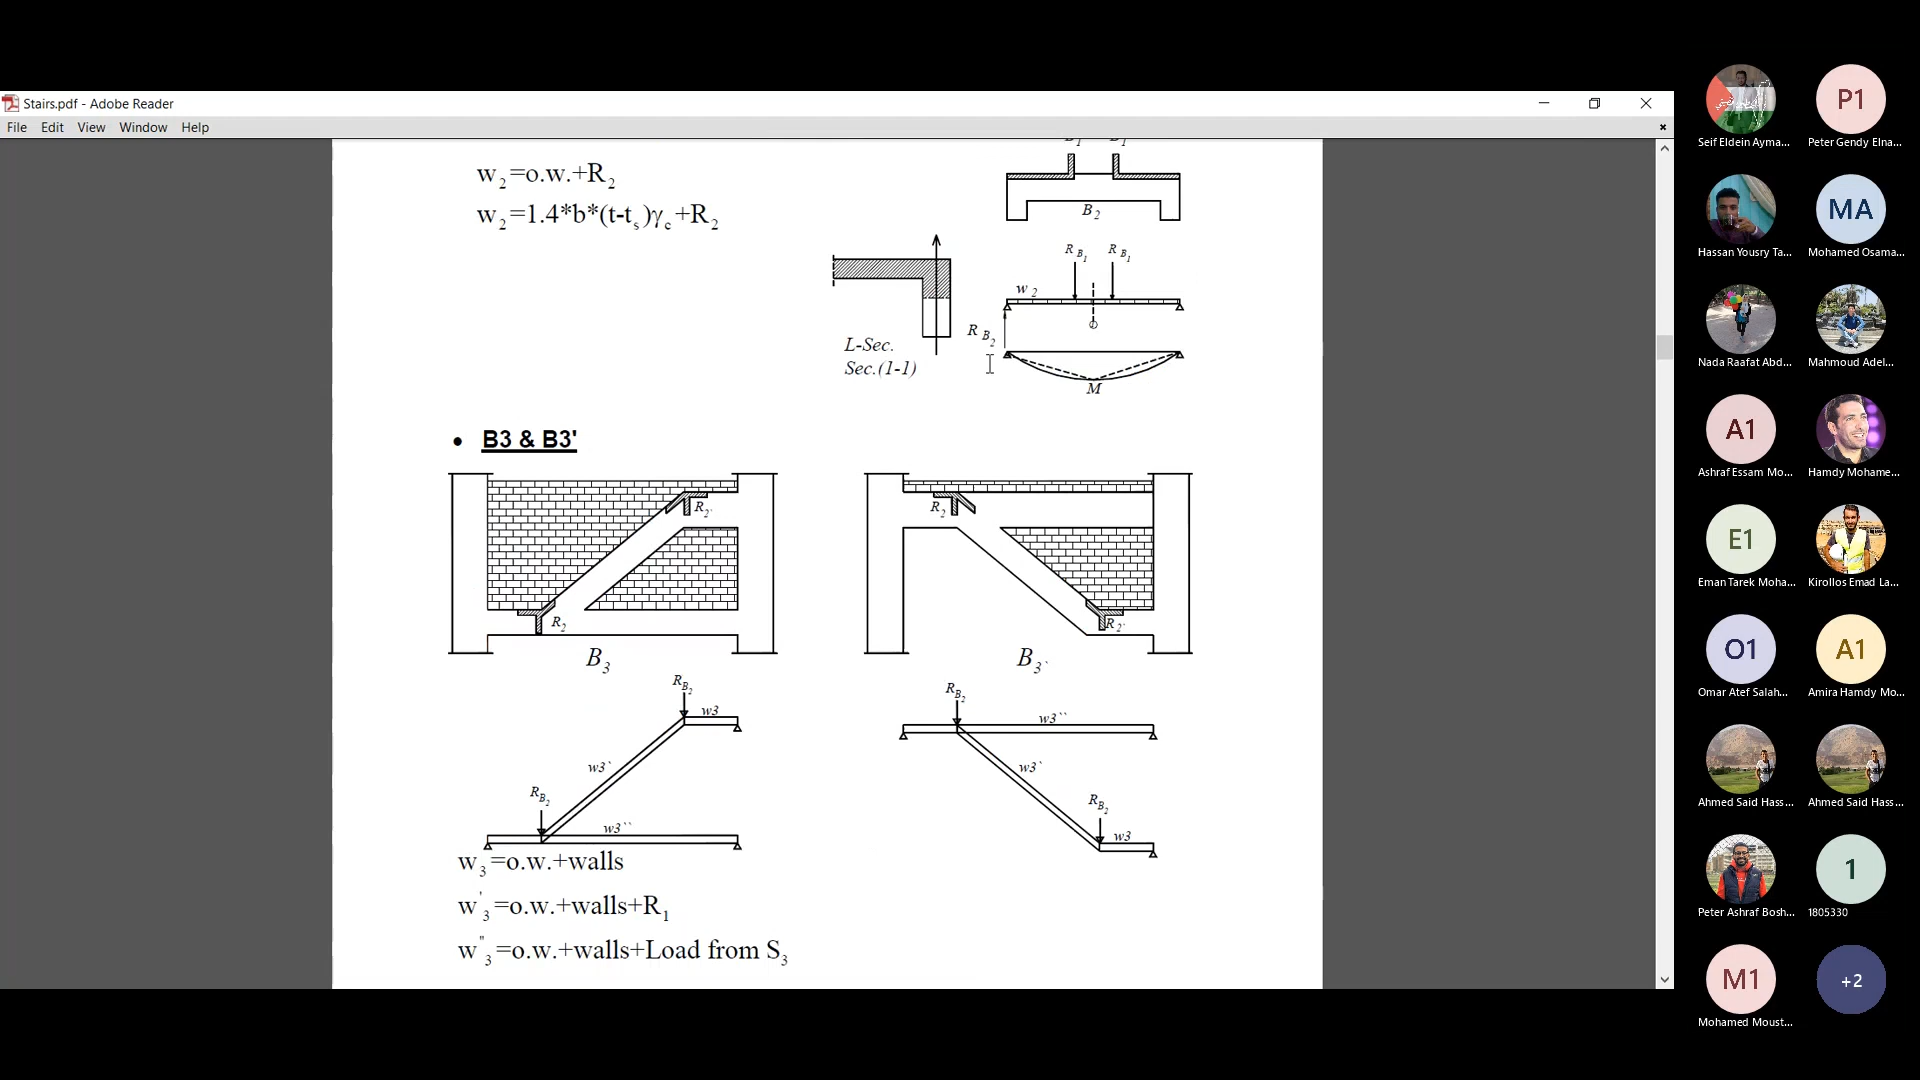 Stairs.pdf - Adobe Reader
File Edit View Window Help
w2=o.w.+R2
w2=1.4*b*(t-ts)γc+R2
B2
R B1 R B1
w 2
R B2
M
L-Sec.
Sec.(1-1)
• B3 & B3'
R2`
R2
B3
R2
R2`
B3`
RB2
w3
w3`
RB2
w3``
RB2
w3``
w3`
RB2
w3
w3=o.w.+walls
w'3=o.w.+walls+R1
w"3=o.w.+walls+Load from S3
Seif Eldein Ayma...
P1
Peter Gendy Elna...
Hassan Yousry Ta...
MA
Mohamed Osama...
Nada Raafat Abd...
Mahmoud Adel...
A1
Ashraf Essam Mo...
Hamdy Mohame...
E1
Eman Tarek Moha...
Kirollos Emad La...
O1
Omar Atef Salah...
A1
Amira Hamdy Mo...
Ahmed Said Hass...
Ahmed Said Hass...
Peter Ashraf Bosh...
1
1805330
M1
Mohamed Moust...
+2